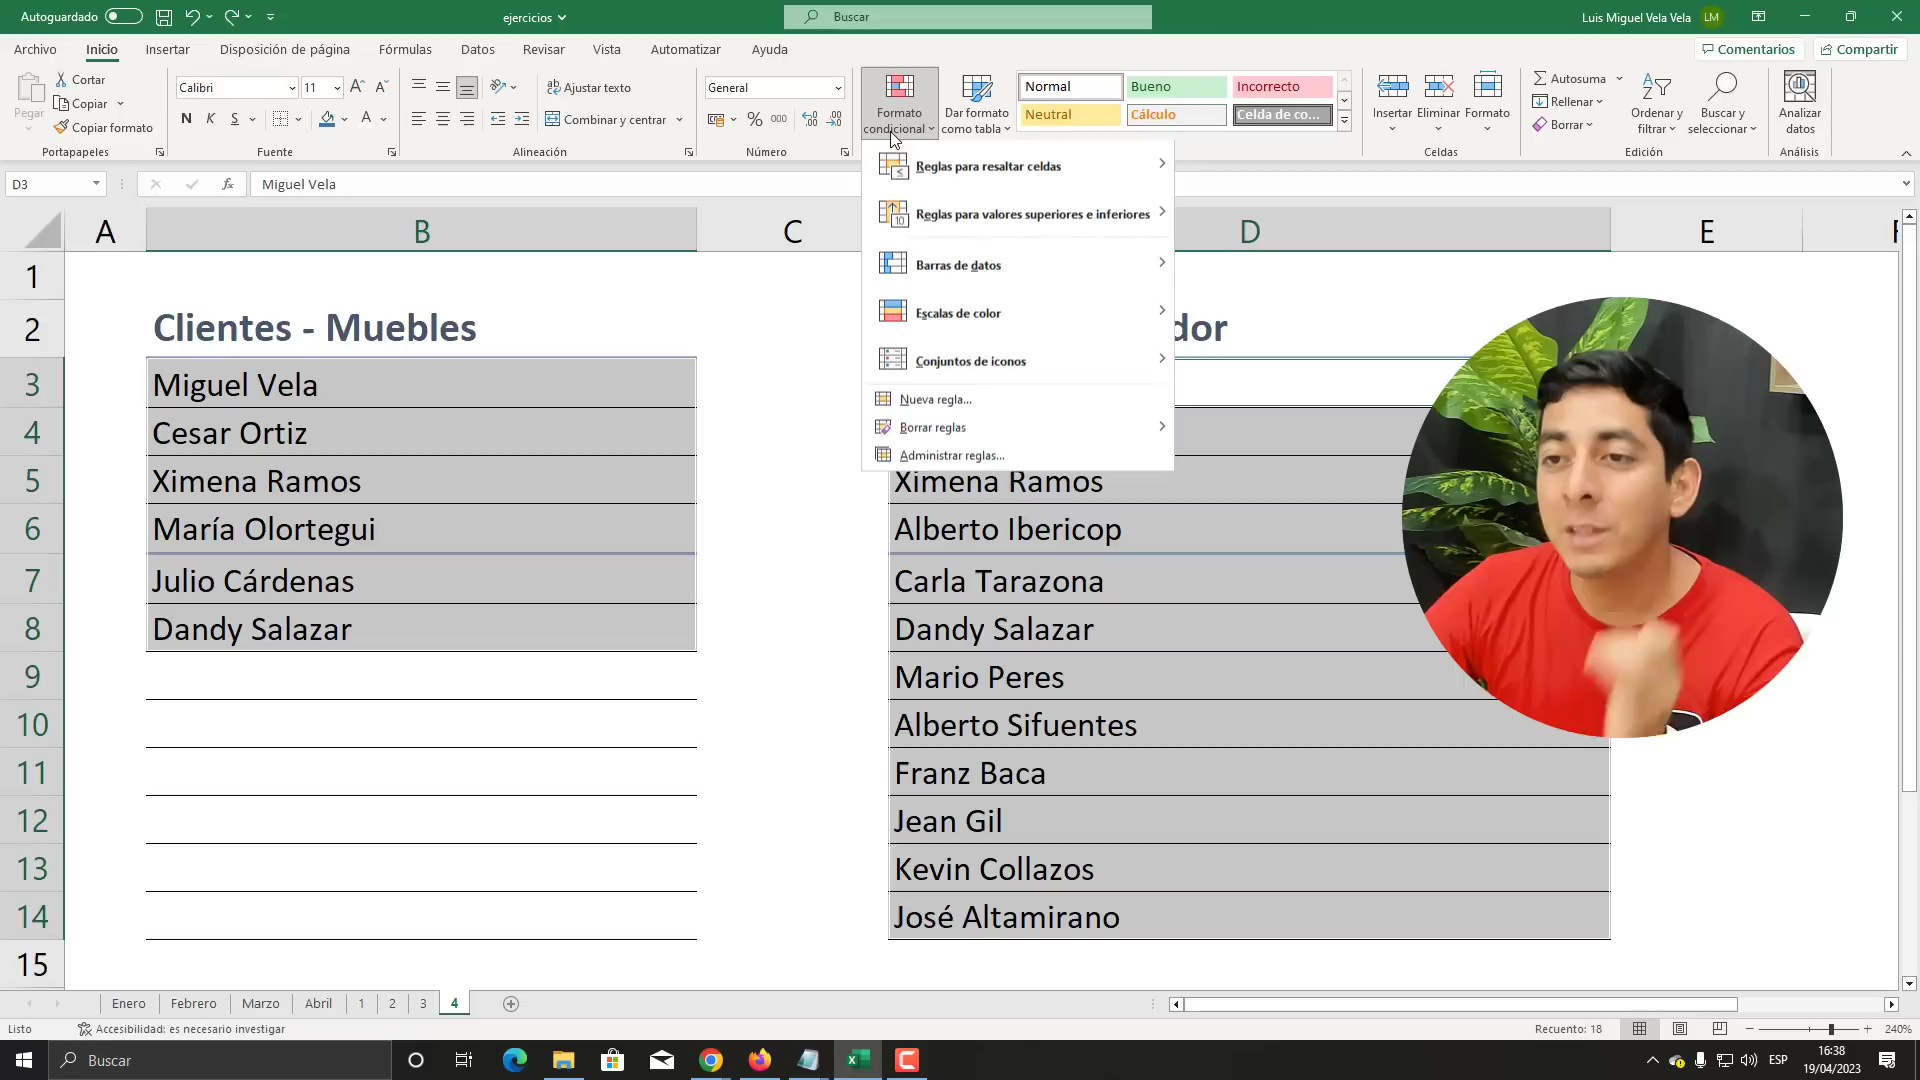 Autoguardado
ejercicios
Buscar
Luis Miguel Vela Vela
LM
Archivo
Inicio
Insertar
Disposición de página
Fórmulas
Datos
Revisar
Vista
Automatizar
Ayuda
Comentarios
Compartir
Pegar
Cortar
Copiar
Copiar formato
Portapapeles
Calibri
11
N K S
Fuente
Ajustar texto
Combinar y centrar
Alineación
General
% 000
Número
Formato condicional
Dar formato como tabla
Normal
Bueno
Incorrecto
Neutral
Cálculo
Celda de co...
Insertar
Eliminar
Formato
Celdas
Autosuma
Rellenar
Borrar
Ordenar y filtrar
Buscar y seleccionar
Edición
Analizar datos
Análisis
D3
fx
Miguel Vela
Reglas para resaltar celdas
Reglas para valores superiores e inferiores
Barras de datos
Escalas de color
Conjuntos de iconos
Nueva regla...
Borrar reglas
Administrar reglas...
A B C D E
1
2 Clientes - Muebles dor
3 Miguel Vela
4 Cesar Ortiz
5 Ximena Ramos Ximena Ramos
6 María Olortegui Alberto Ibericop
7 Julio Cárdenas Carla Tarazona
8 Dandy Salazar Dandy Salazar
9 Mario Peres
10 Alberto Sifuentes
11 Franz Baca
12 Jean Gil
13 Kevin Collazos
14 José Altamirano
15
Enero Febrero Marzo Abril 1 2 3 4
Listo
Accesibilidad: es necesario investigar
Recuento: 18
240%
Buscar
ESP
16:38
19/04/2023